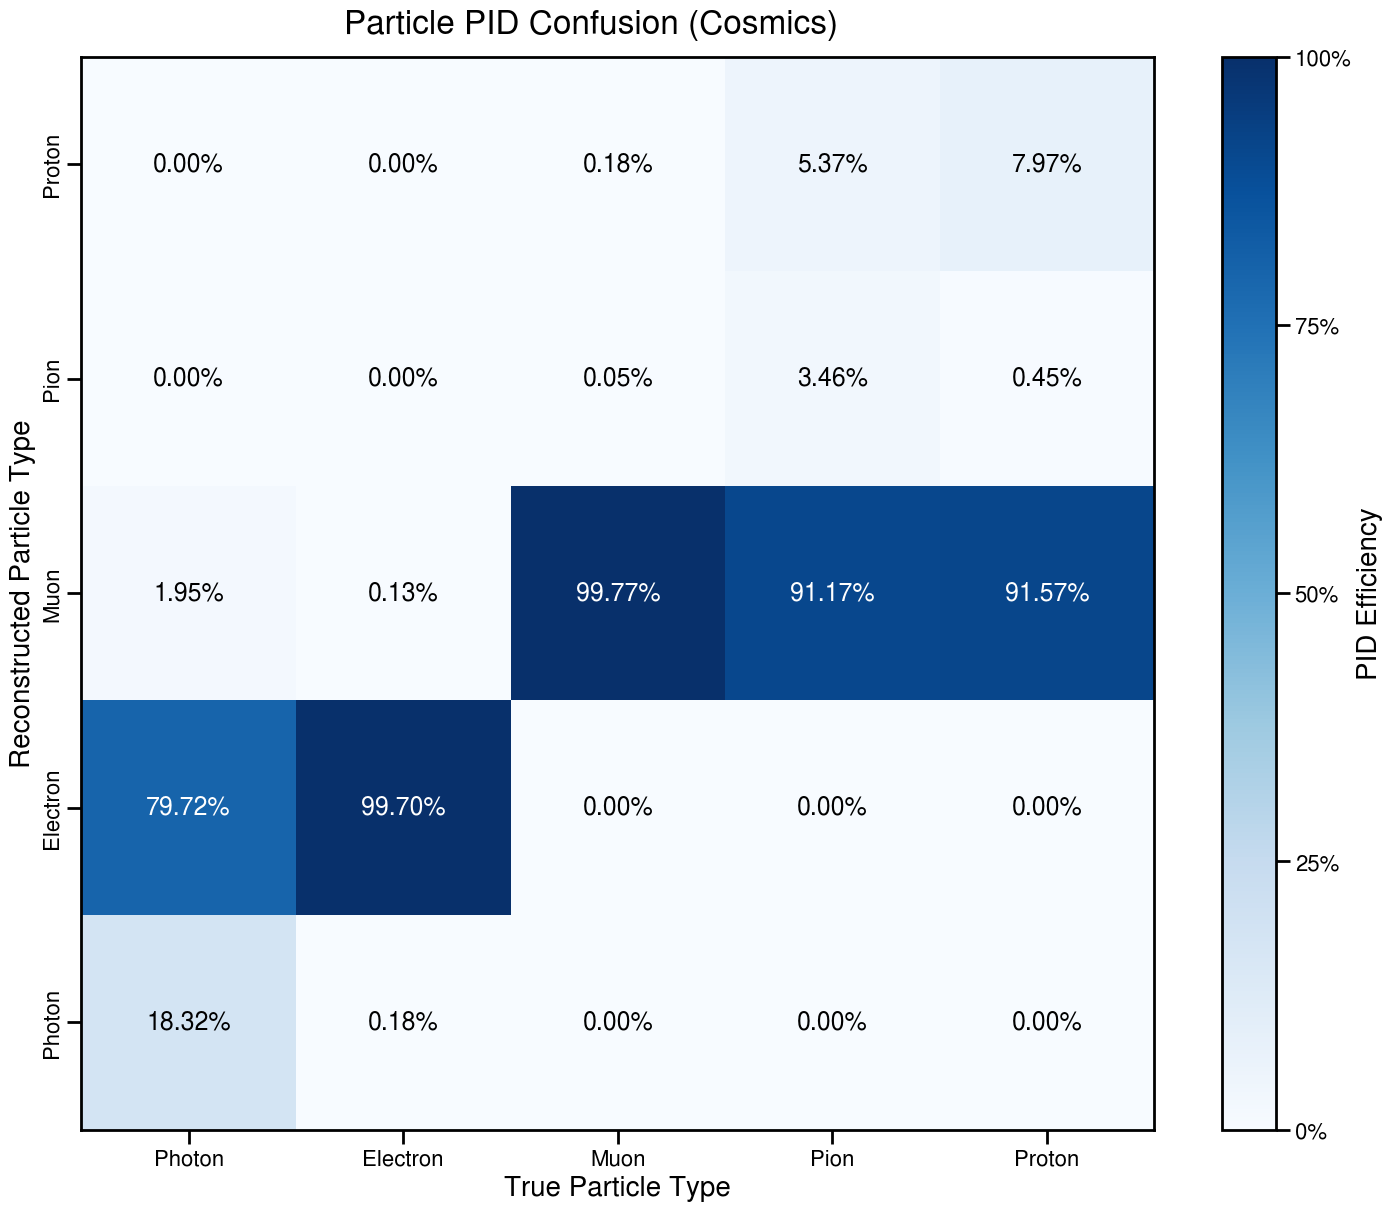 Particle PID Confusion (Cosmics)
Reconstructed Particle Type
Proton
0.00%
0.00%
0.18%
5.37%
7.97%
Pion
0.00%
0.00%
0.05%
3.46%
0.45%
Muon
1.95%
0.13%
99.77%
91.17%
91.57%
Electron
79.72%
99.70%
0.00%
0.00%
0.00%
Photon
18.32%
0.18%
0.00%
0.00%
0.00%
Photon
Electron
Muon
Pion
Proton
True Particle Type
100%
75%
50%
25%
0%
PID Efficiency